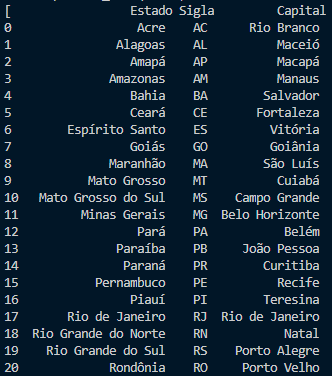 [ Estado Sigla Capital
0 Acre AC Rio Branco
1 Alagoas AL Maceió
2 Amapá AP Macapá
3 Amazonas AM Manaus
4 Bahia BA Salvador
5 Ceará CE Fortaleza
6 Espírito Santo ES Vitória
7 Goiás GO Goiânia
8 Maranhão MA São Luís
9 Mato Grosso MT Cuiabá
10 Mato Grosso do Sul MS Campo Grande
11 Minas Gerais MG Belo Horizonte
12 Pará PA Belém
13 Paraíba PB João Pessoa
14 Paraná PR Curitiba
15 Pernambuco PE Recife
16 Piauí PI Teresina
17 Rio de Janeiro RJ Rio de Janeiro
18 Rio Grande do Norte RN Natal
19 Rio Grande do Sul RS Porto Alegre
20 Rondônia RO Porto Velho